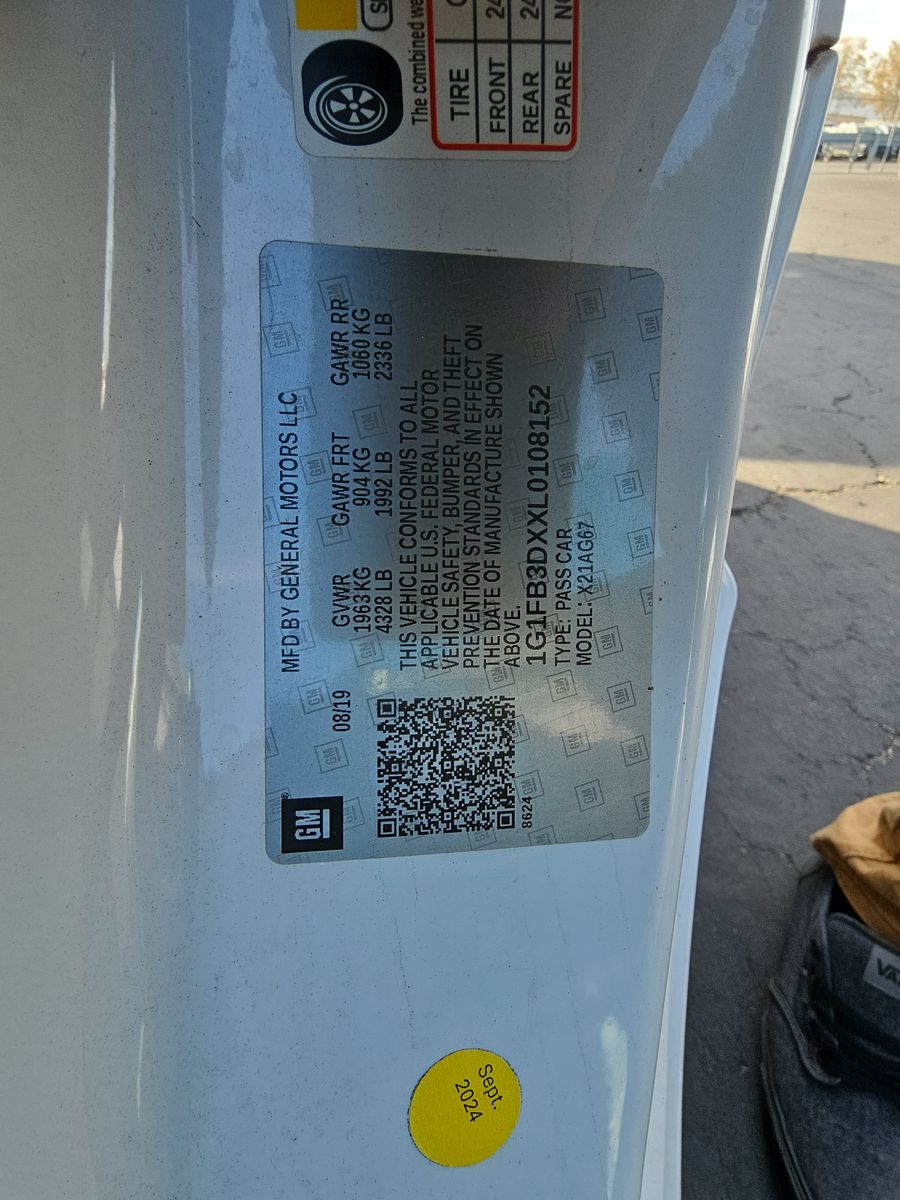 The combined we
TIRE
FRONT 24
REAR 24
SPARE
GM
MFD BY GENERAL MOTORS LLC
08/19
GVWR GAWR FRT GAWR RR
1963 KG 904 KG 1060 KG
4328 LB 1992 LB 2336 LB
THIS VEHICLE CONFORMS TO ALL
APPLICABLE U.S. FEDERAL MOTOR
VEHICLE SAFETY, BUMPER, AND THEFT
PREVENTION STANDARDS IN EFFECT ON
THE DATE OF MANUFACTURE SHOWN
ABOVE.
1G1FB3DXXL0108152
TYPE: PASS CAR
MODEL: X21AG67
8624
Sept.
2024
VA